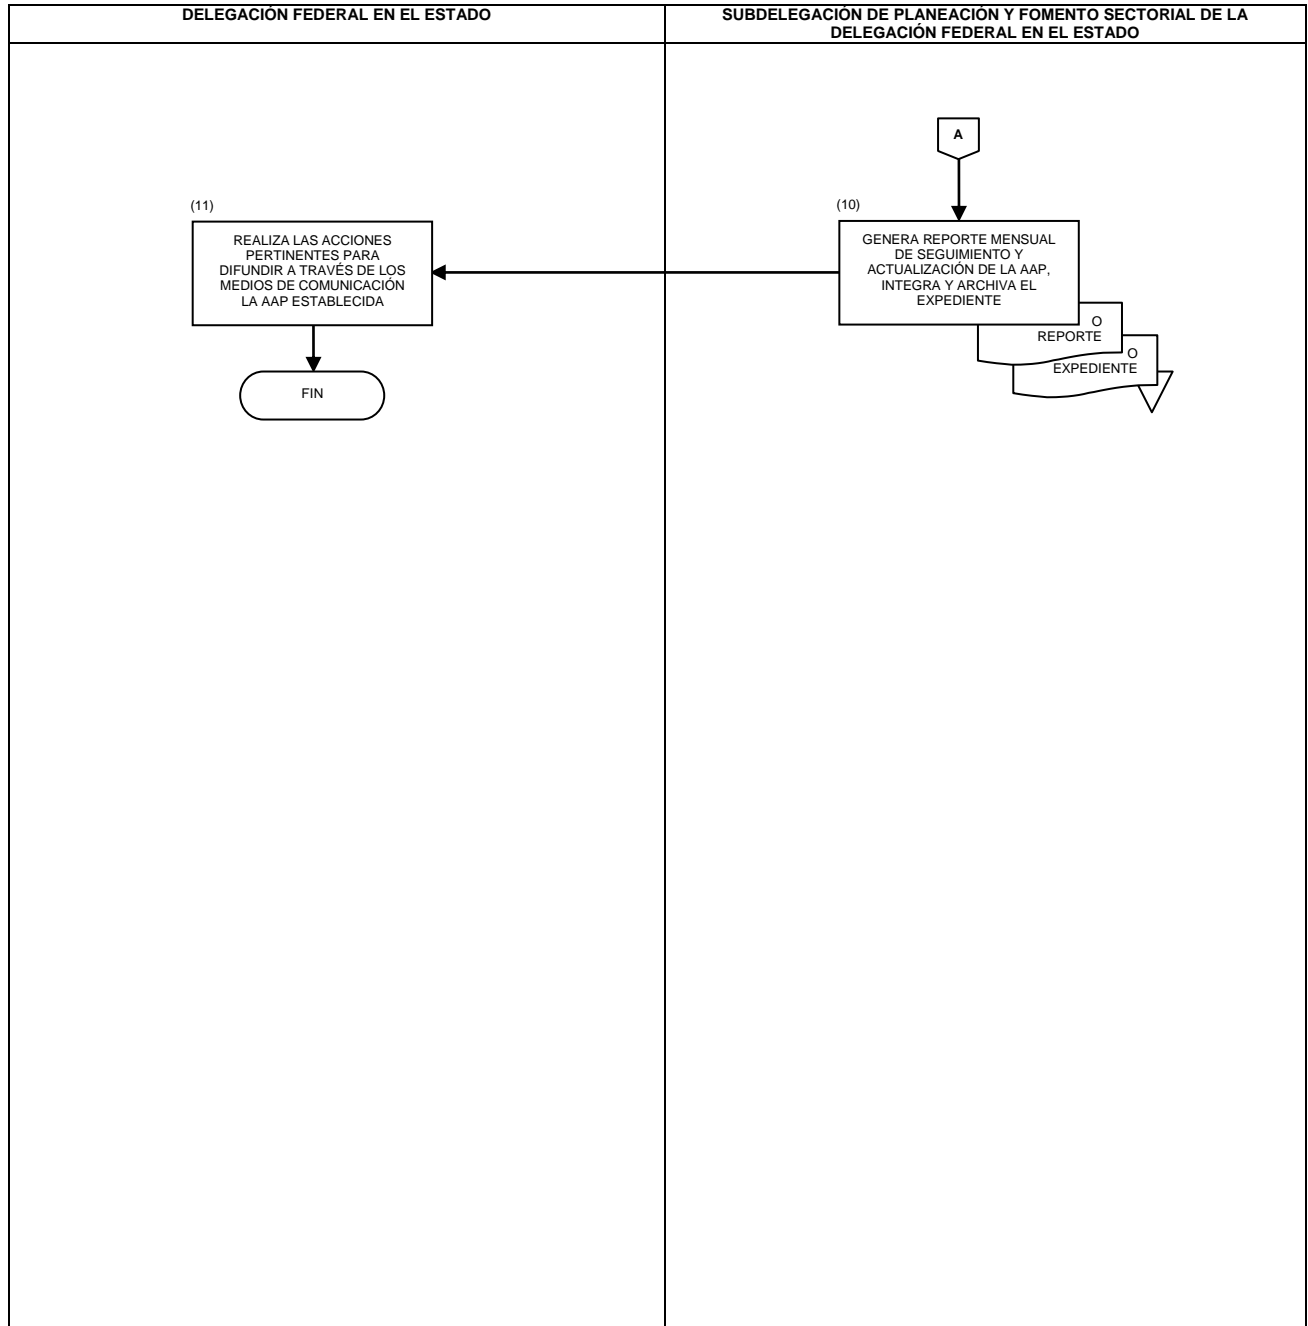 DELEGACIÓN FEDERAL EN EL ESTADO
SUBDELEGACIÓN DE PLANEACIÓN Y FOMENTO SECTORIAL DE LA
DELEGACIÓN FEDERAL EN EL ESTADO
A
(10)
GENERA REPORTE MENSUAL
DE SEGUIMIENTO Y
ACTUALIZACIÓN DE LA AAP,
INTEGRA Y ARCHIVA EL
EXPEDIENTE
O
REPORTE
O
EXPEDIENTE
(11)
REALIZA LAS ACCIONES
PERTINENTES PARA
DIFUNDIR A TRAVÉS DE LOS
MEDIOS DE COMUNICACIÓN
LA AAP ESTABLECIDA
FIN